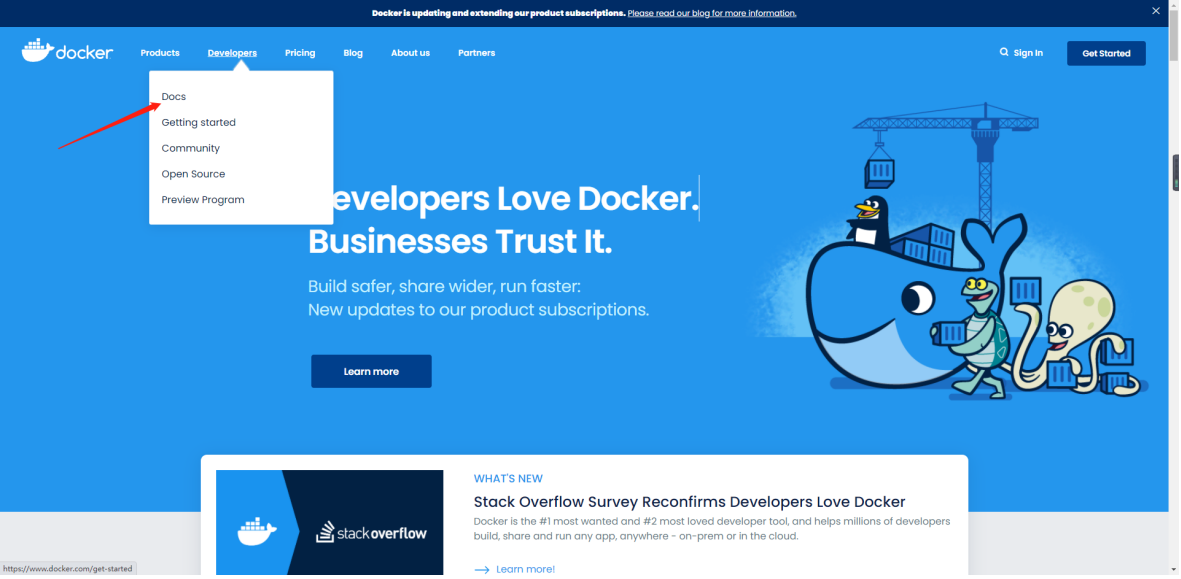 Docker is updating and extending our product subscriptions. Please read our blog for more information.
docker
Products Developers Pricing Blog About us Partners
Sign In
Get Started
Docs
Getting started
Community
Open Source
Preview Program
evelopers Love Docker.
Businesses Trust It.
Build safer, share wider, run faster:
New updates to our product subscriptions.
Learn more
WHAT'S NEW
Stack Overflow Survey Reconfirms Developers Love Docker
Docker is the #1 most wanted and #2 most loved developer tool, and helps millions of developers
build, share and run any app, anywhere - on-prem or in the cloud.
Learn more!
stackoverflow
https://www.docker.com/get-started